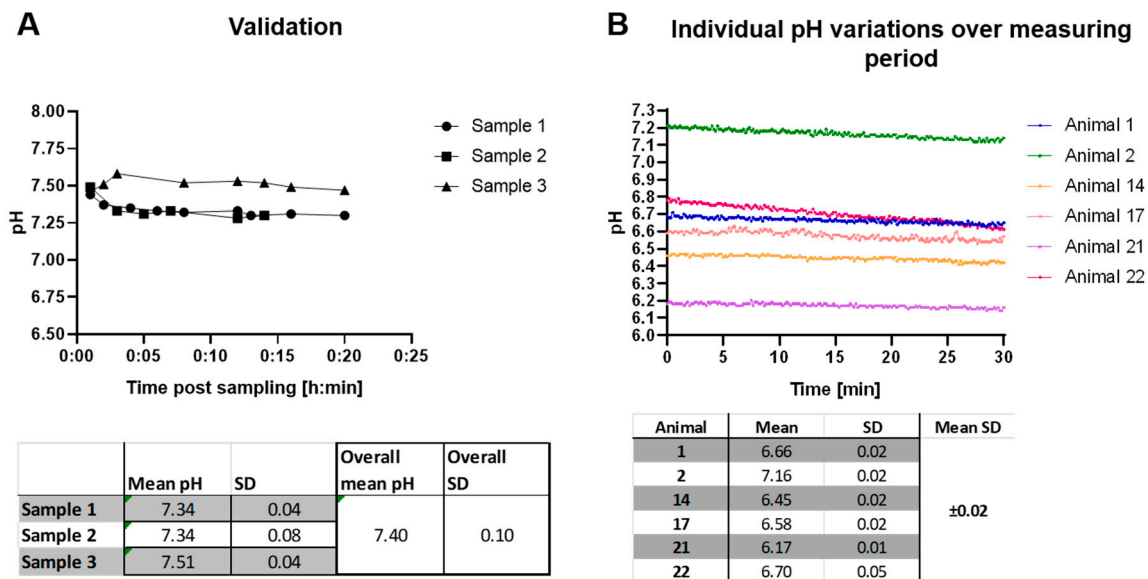 A
Validation
8.00
7.75
7.50
7.25
7.00
6.75
6.50
pH
0:00 0:05 0:10 0:15 0:20 0:25
Time post sampling [h:min]
Sample 1
Sample 2
Sample 3
Mean pH SD Overall mean pH Overall SD
Sample 1 7.34 0.04
Sample 2 7.34 0.08 7.40 0.10
Sample 3 7.51 0.04
B
Individual pH variations over measuring
period
7.3
7.2
7.1
6.8
6.7
6.6
6.5
6.4
6.3
6.2
6.1
6.0
pH
0 5 10 15 20 25 30
Time [min]
Animal 1
Animal 2
Animal 14
Animal 17
Animal 21
Animal 22
Animal Mean SD Mean SD
1 6.66 0.02
2 7.16 0.02
14 6.45 0.02
±0.02
17 6.58 0.02
21 6.17 0.01
22 6.70 0.05